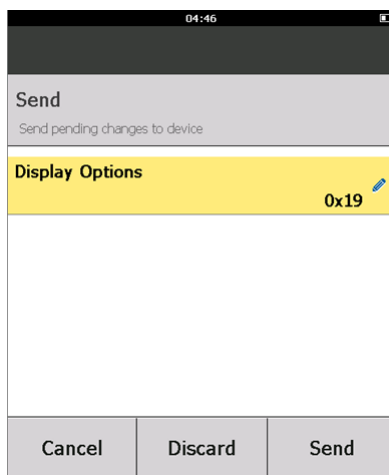 04:46
Send
Send pending changes to device
Display Options
0x19
Cancel Discard Send